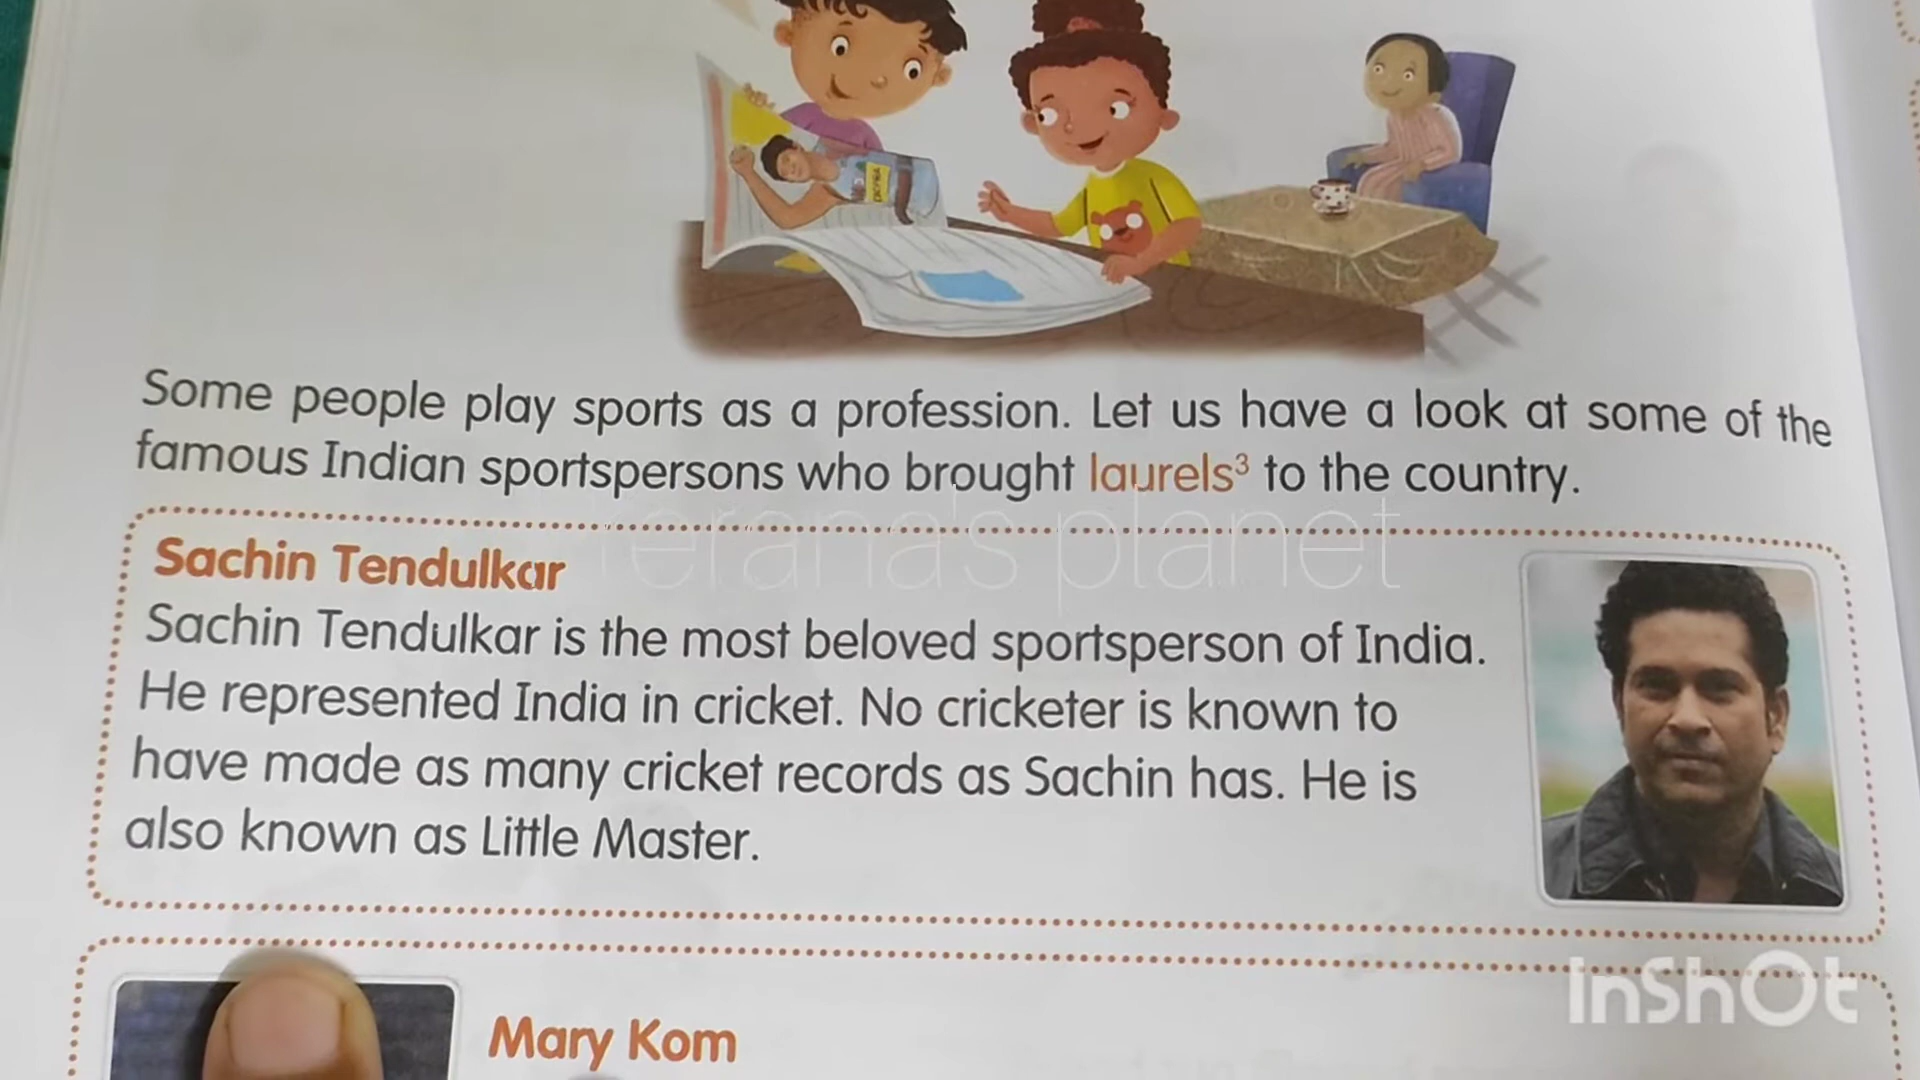 Some people play sports as a profession. Let us have a look at some of the
famous Indian sportspersons who brought laurels³ to the country.
Sachin Tendulkar
Sachin Tendulkar is the most beloved sportsperson of India.
He represented India in cricket. No cricketer is known to
have made as many cricket records as Sachin has. He is
also known as Little Master.
Mary Kom
planet
InShOt